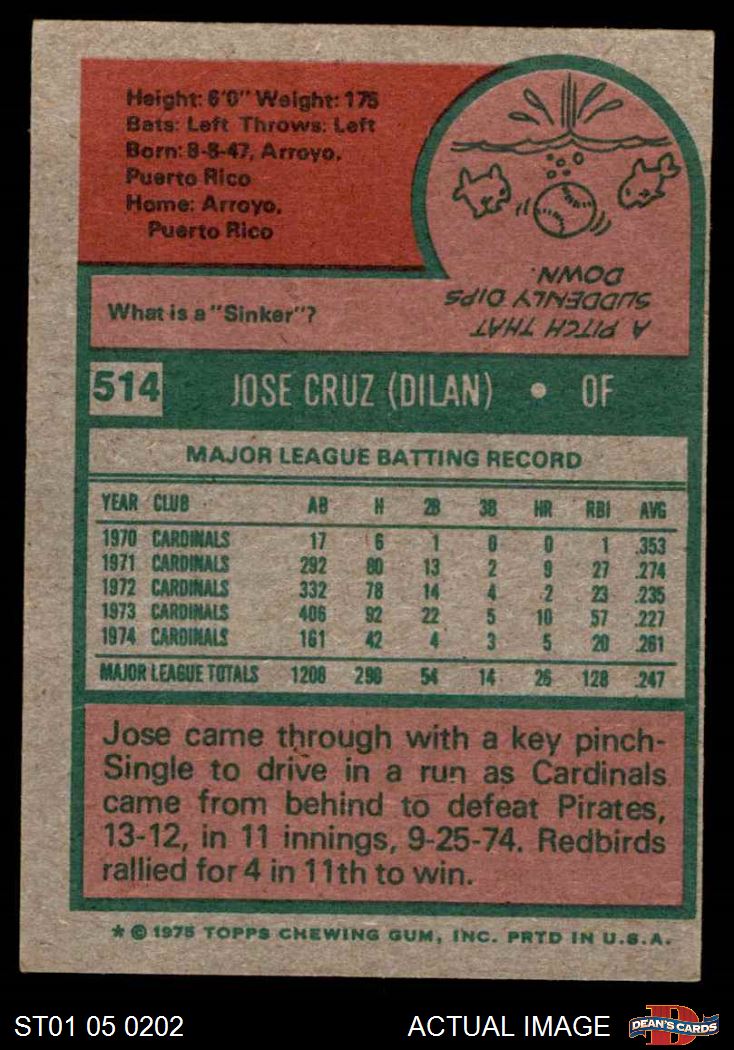 Height: 6'0" Weight: 175
Bats: Left Throws: Left
Born: 8-8-47, Arroyo,
Puerto Rico
Home: Arroyo,
Puerto Rico
What is a "Sinker"?
A PITCH THAT
SUDDENLY DIPS
DOWN.
514 JOSE CRUZ (DILAN) • OF
MAJOR LEAGUE BATTING RECORD
YEAR CLUB AB H 2B 3B HR RBI AVG
1970 CARDINALS 17 6 1 0 0 1 .353
1971 CARDINALS 292 80 13 2 9 27 .274
1972 CARDINALS 332 78 14 4 2 23 .235
1973 CARDINALS 406 92 22 5 10 57 .227
1974 CARDINALS 161 42 4 3 5 20 .261
MAJOR LEAGUE TOTALS 1208 298 54 14 26 128 .247
Jose came through with a key pinch-
Single to drive in a run as Cardinals
came from behind to defeat Pirates,
13-12, in 11 innings, 9-25-74. Redbirds
rallied for 4 in 11th to win.
* © 1975 TOPPS CHEWING GUM, INC. PRTD IN U.S.A.
ST01 05 0202 ACTUAL IMAGE DEAN'S CARDS